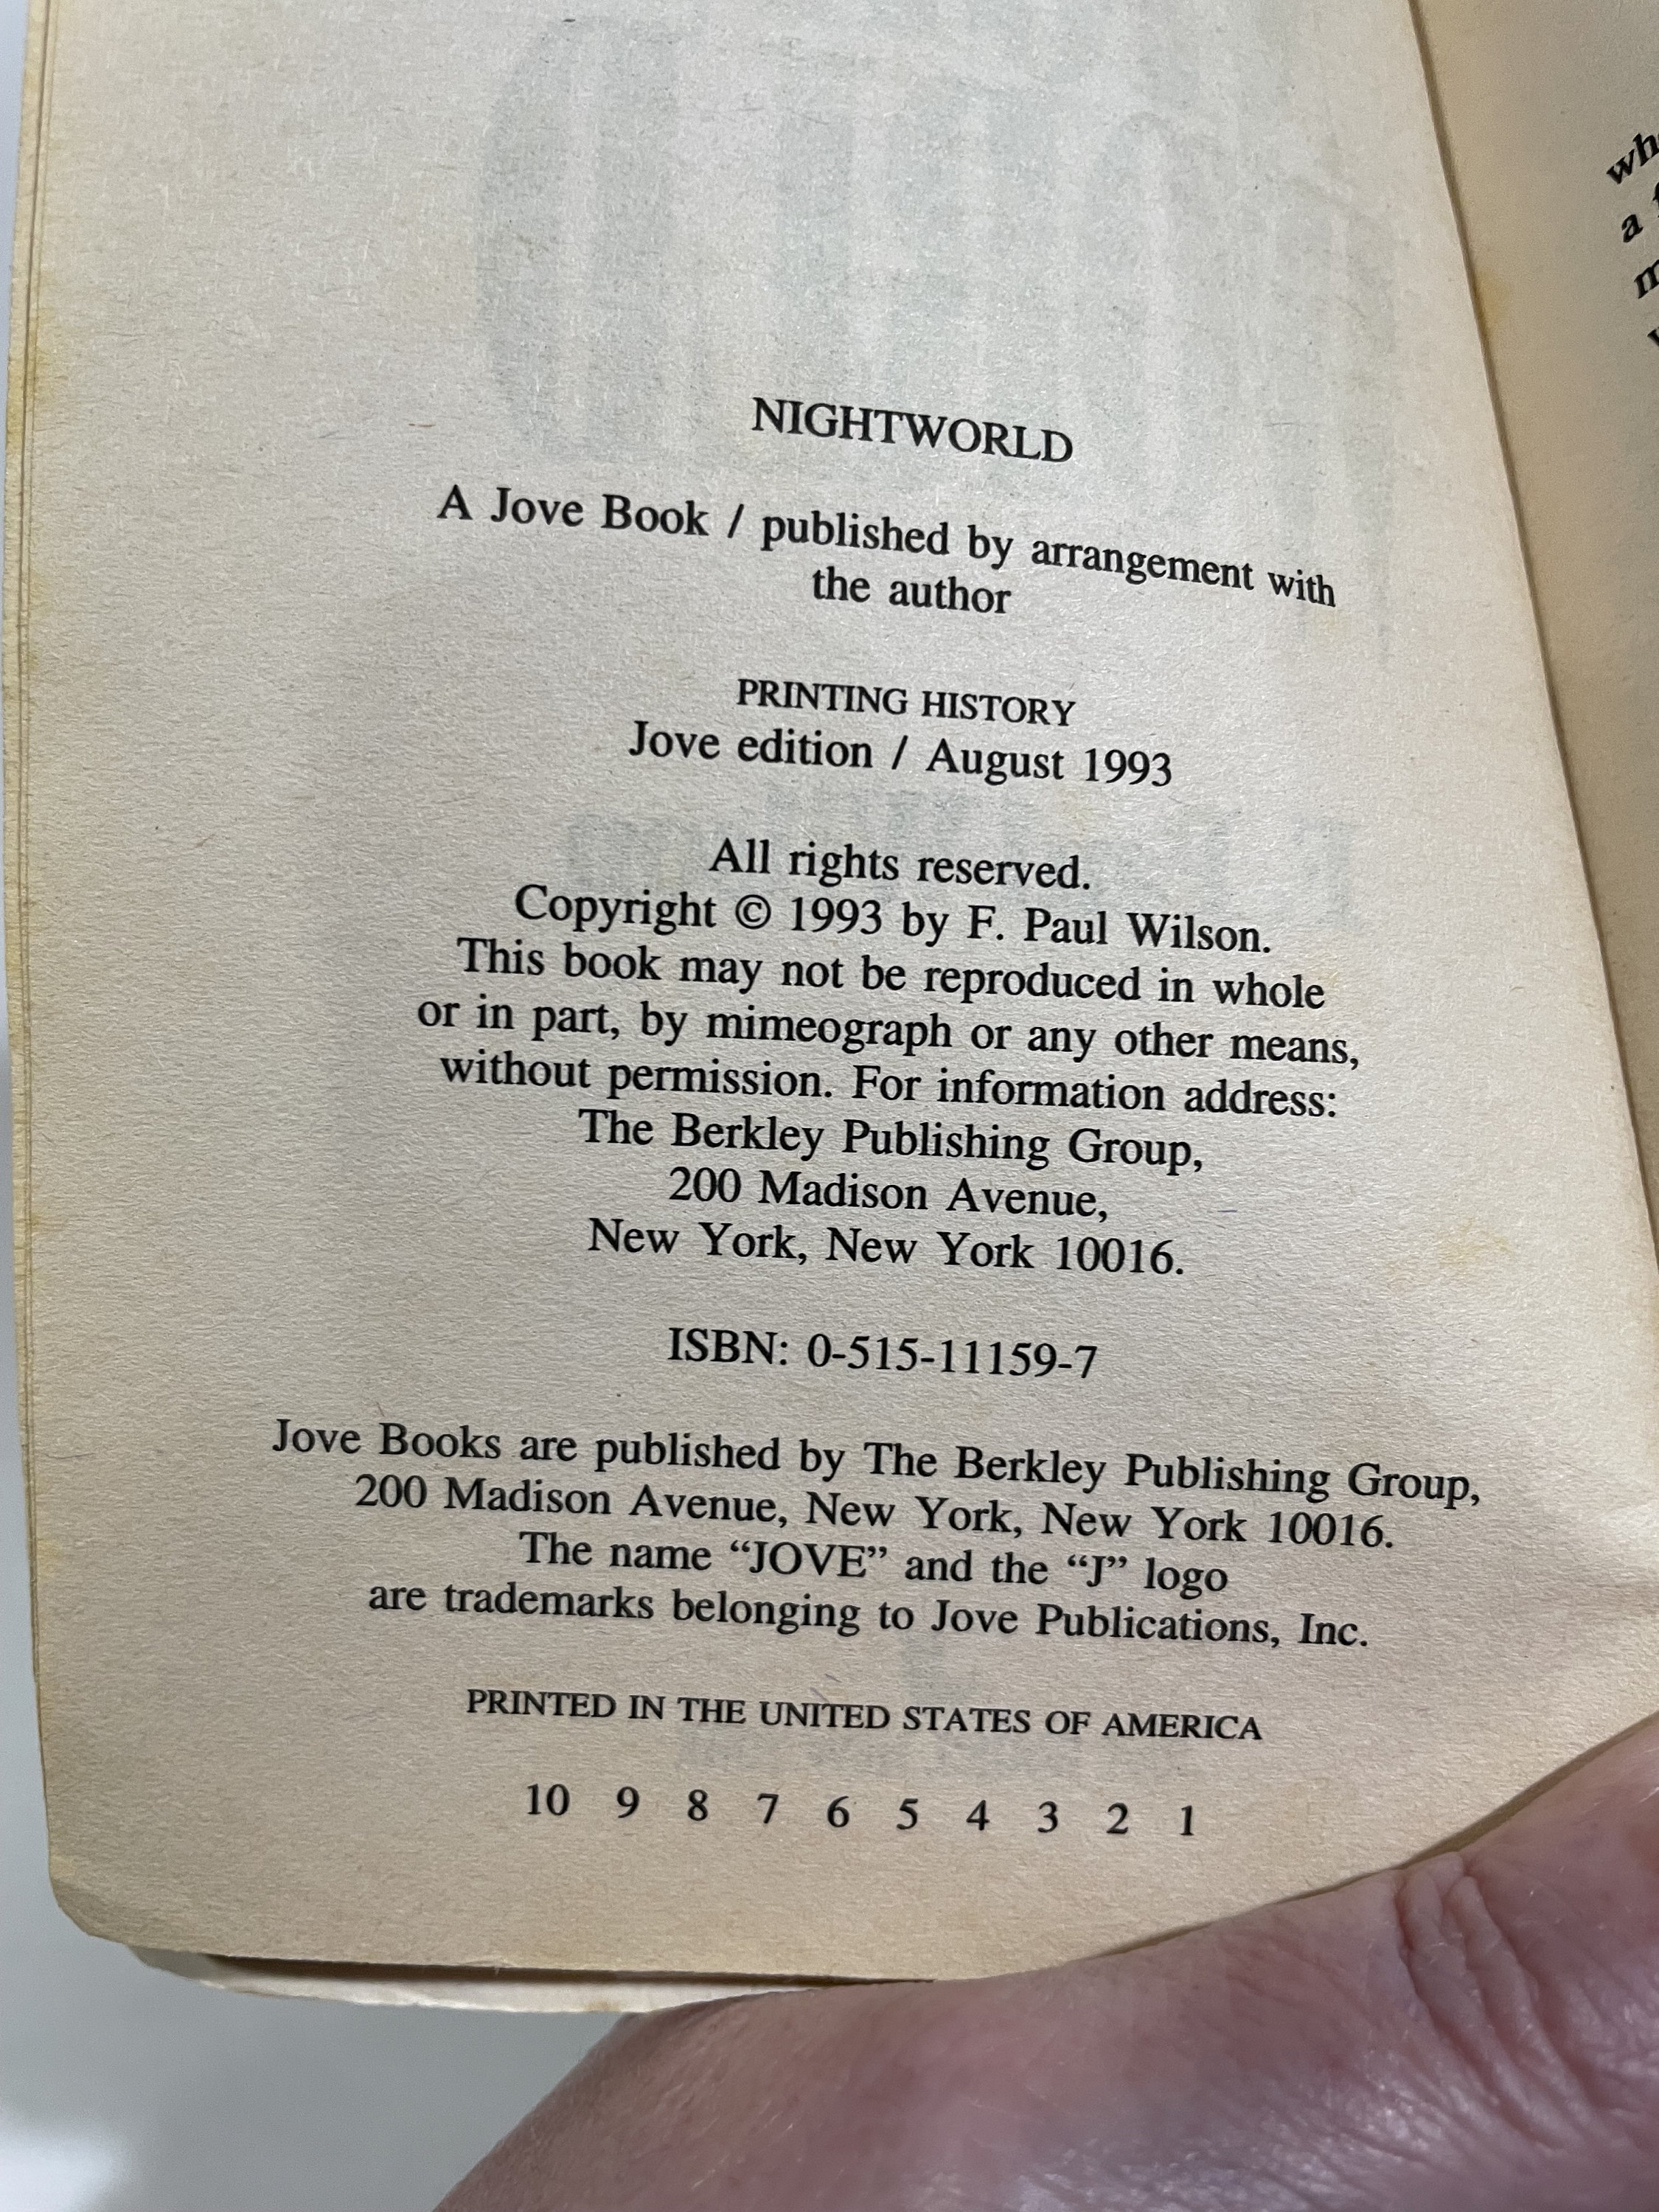 NIGHTWORLD
A Jove Book / published by arrangement with
the author
PRINTING HISTORY
Jove edition / August 1993
All rights reserved.
Copyright © 1993 by F. Paul Wilson.
This book may not be reproduced in whole
or in part, by mimeograph or any other means,
without permission. For information address:
The Berkley Publishing Group,
200 Madison Avenue,
New York, New York 10016.
ISBN: 0-515-11159-7
Jove Books are published by The Berkley Publishing Group,
200 Madison Avenue, New York, New York 10016.
The name “JOVE” and the “J” logo
are trademarks belonging to Jove Publications, Inc.
PRINTED IN THE UNITED STATES OF AMERICA
10 9 8 7 6 5 4 3 2 1
a